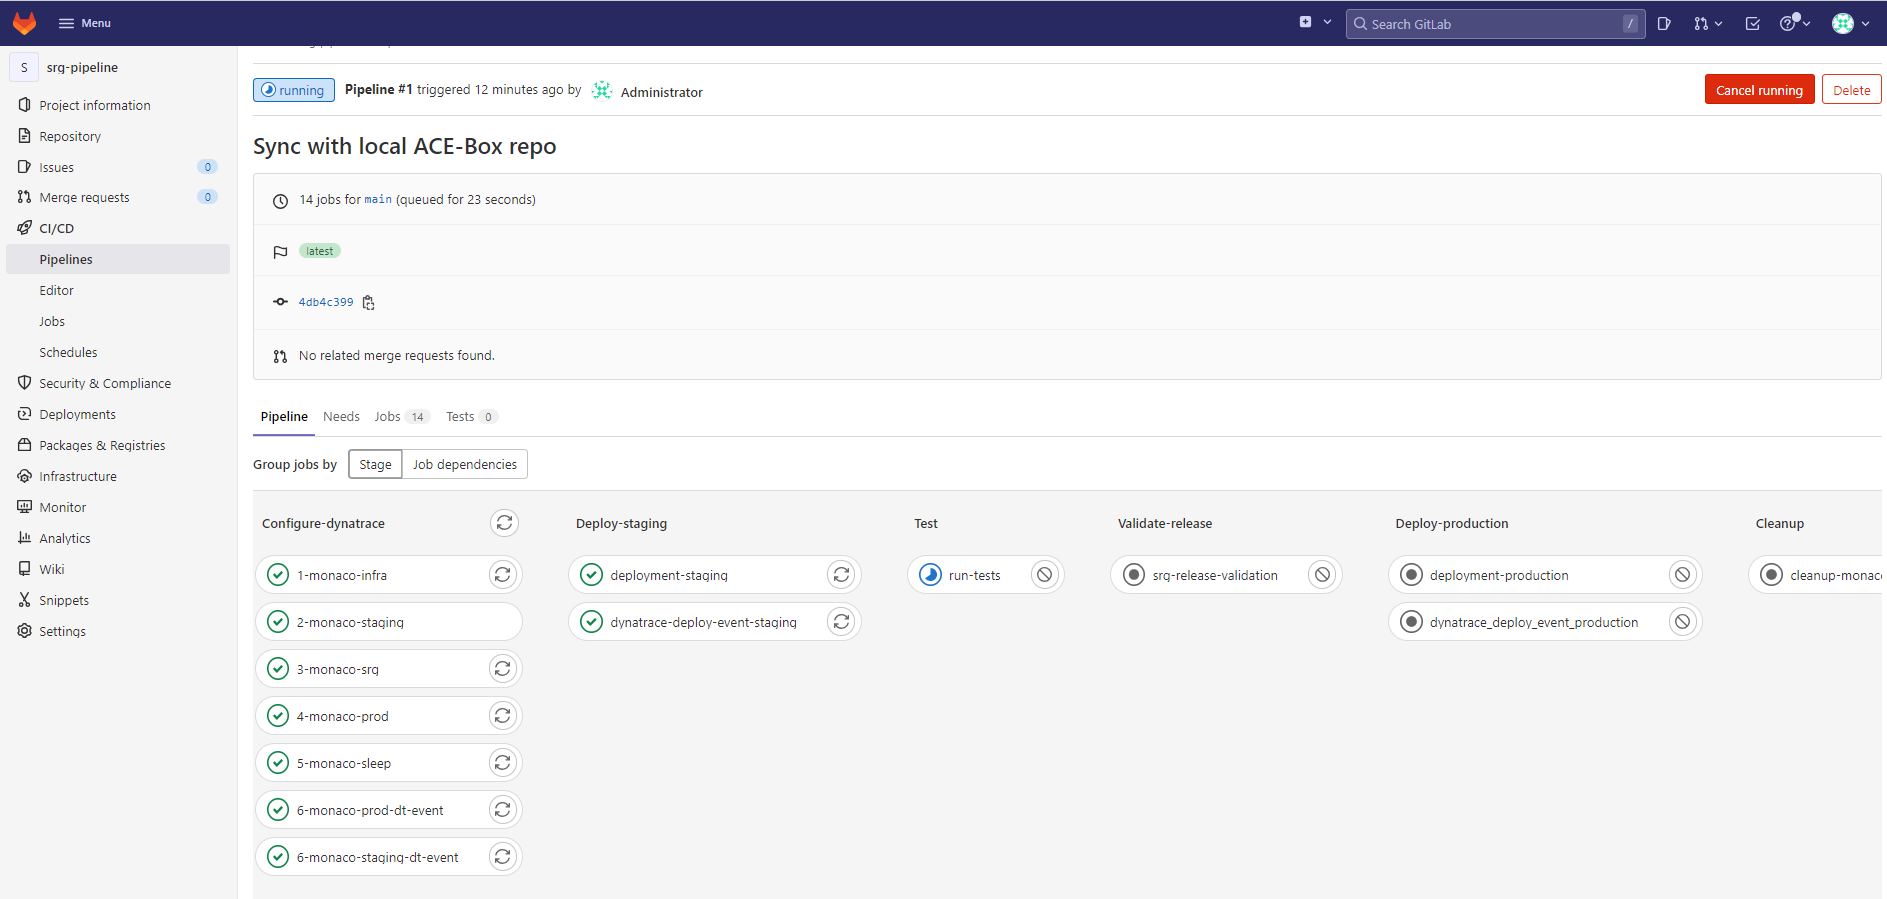 Menu
Search GitLab /
S srg-pipeline
Project information
Repository
Issues 0
Merge requests 0
CI/CD
Pipelines
Editor
Jobs
Schedules
Security & Compliance
Deployments
Packages & Registries
Infrastructure
Monitor
Analytics
Wiki
Snippets
Settings
running Pipeline #1 triggered 12 minutes ago by Administrator
Cancel running Delete
Sync with local ACE-Box repo
14 jobs for main (queued for 23 seconds)
latest
4db4c399
No related merge requests found.
Pipeline Needs Jobs 14 Tests 0
Group jobs by Stage Job dependencies
Configure-dynatrace
1-monaco-infra
2-monaco-staging
3-monaco-srg
4-monaco-prod
5-monaco-sleep
6-monaco-prod-dt-event
6-monaco-staging-dt-event
Deploy-staging
deployment-staging
dynatrace-deploy-event-staging
Test
run-tests
Validate-release
srg-release-validation
Deploy-production
deployment-production
dynatrace_deploy_event_production
Cleanup
cleanup-monaco